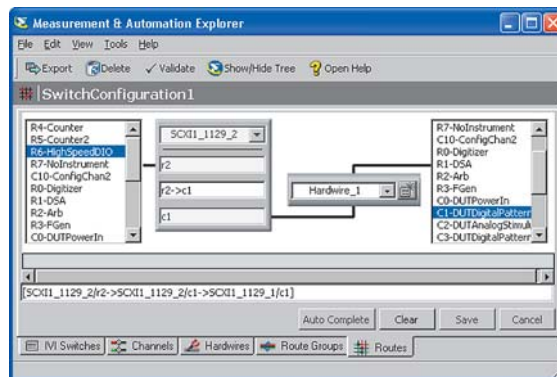 Measurement & Automation Explorer
File Edit View Tools Help
Export Delete Validate Show/Hide Tree Open Help
SwitchConfiguration1
R4-Counter
R5-Counter2
R6-HighSpeedDIO
R7-NoInstrument
C10-ConfigChan2
R0-Digitizer
R1-DSA
R2-Arb
R3-FGen
C0-DUTPowerIn
SCXI1_1129_2
r2
r2->c1
c1
Hardwire_1
R7-NoInstrument
C10-ConfigChan2
R0-Digitizer
R1-DSA
R2-Arb
R3-FGen
C0-DUTPowerIn
C1-DUTDigitalPattern
C2-DUTAnalogStimulu
C3-DUTDigitalPattern
[SCXI1_1129_2/r2->SCXI1_1129_2/c1->SCXI1_1129_1/c1]
Auto Complete Clear Save Cancel
IVI Switches Channels Hardwires Route Groups Routes